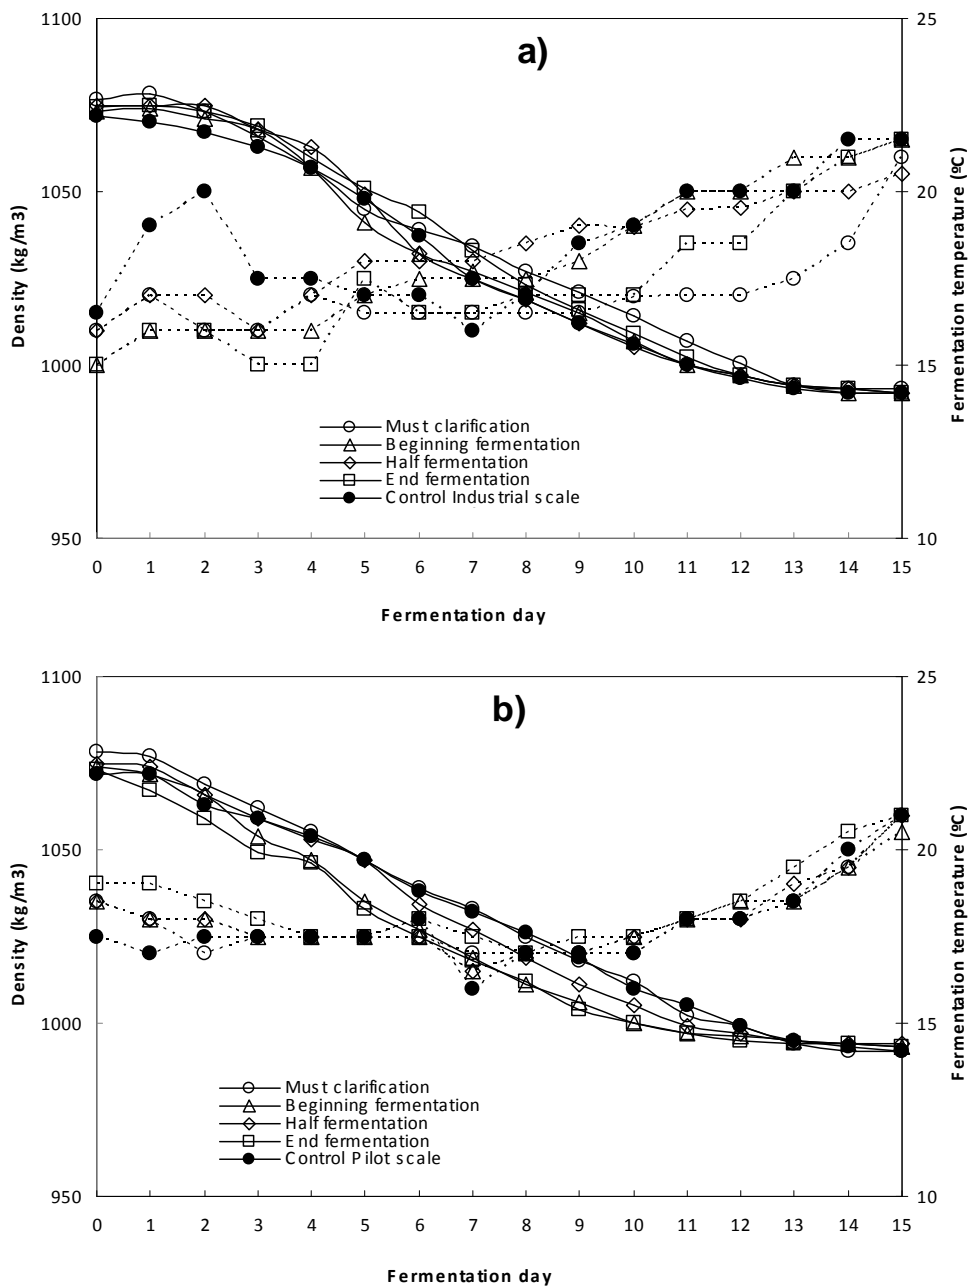 a)
1100
1050
1000
950
25
20
15
10
Density (kg/m3)
Fermentation temperature (ºC)
Must clarification
Beginning fermentation
Half fermentation
End fermentation
Control Industrial scale
0 1 2 3 4 5 6 7 8 9 10 11 12 13 14 15
Fermentation day
b)
1100
1050
1000
950
25
20
15
10
Density (kg/m3)
Fermentation temperature (ºC)
Must clarification
Beginning fermentation
Half fermentation
End fermentation
Control Pilot scale
0 1 2 3 4 5 6 7 8 9 10 11 12 13 14 15
Fermentation day